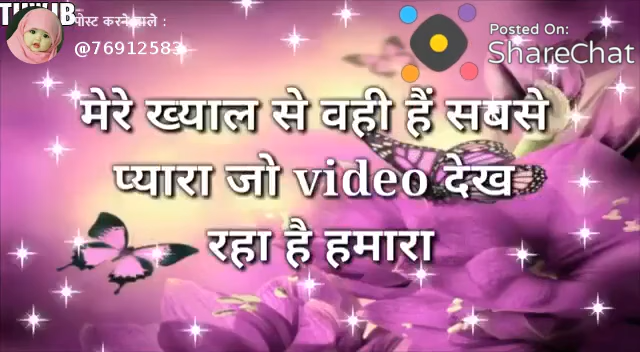 पोस्ट करने वाले :
@76912583
Posted On:
ShareChat
मेरे ख्याल से वही हैं सबसे
प्यारा जो video देख
रहा है हमारा